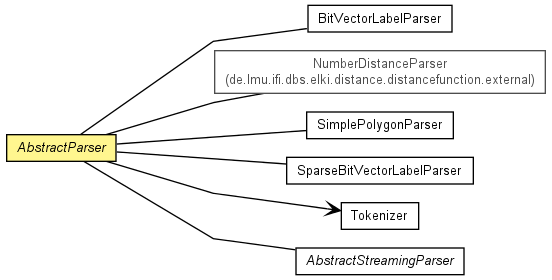 BitVectorLabelParser
NumberDistanceParser
(de.lmu.ifi.dbs.elki.distance.distancefunction.external)
SimplePolygonParser
AbstractParser
SparseBitVectorLabelParser
Tokenizer
AbstractStreamingParser